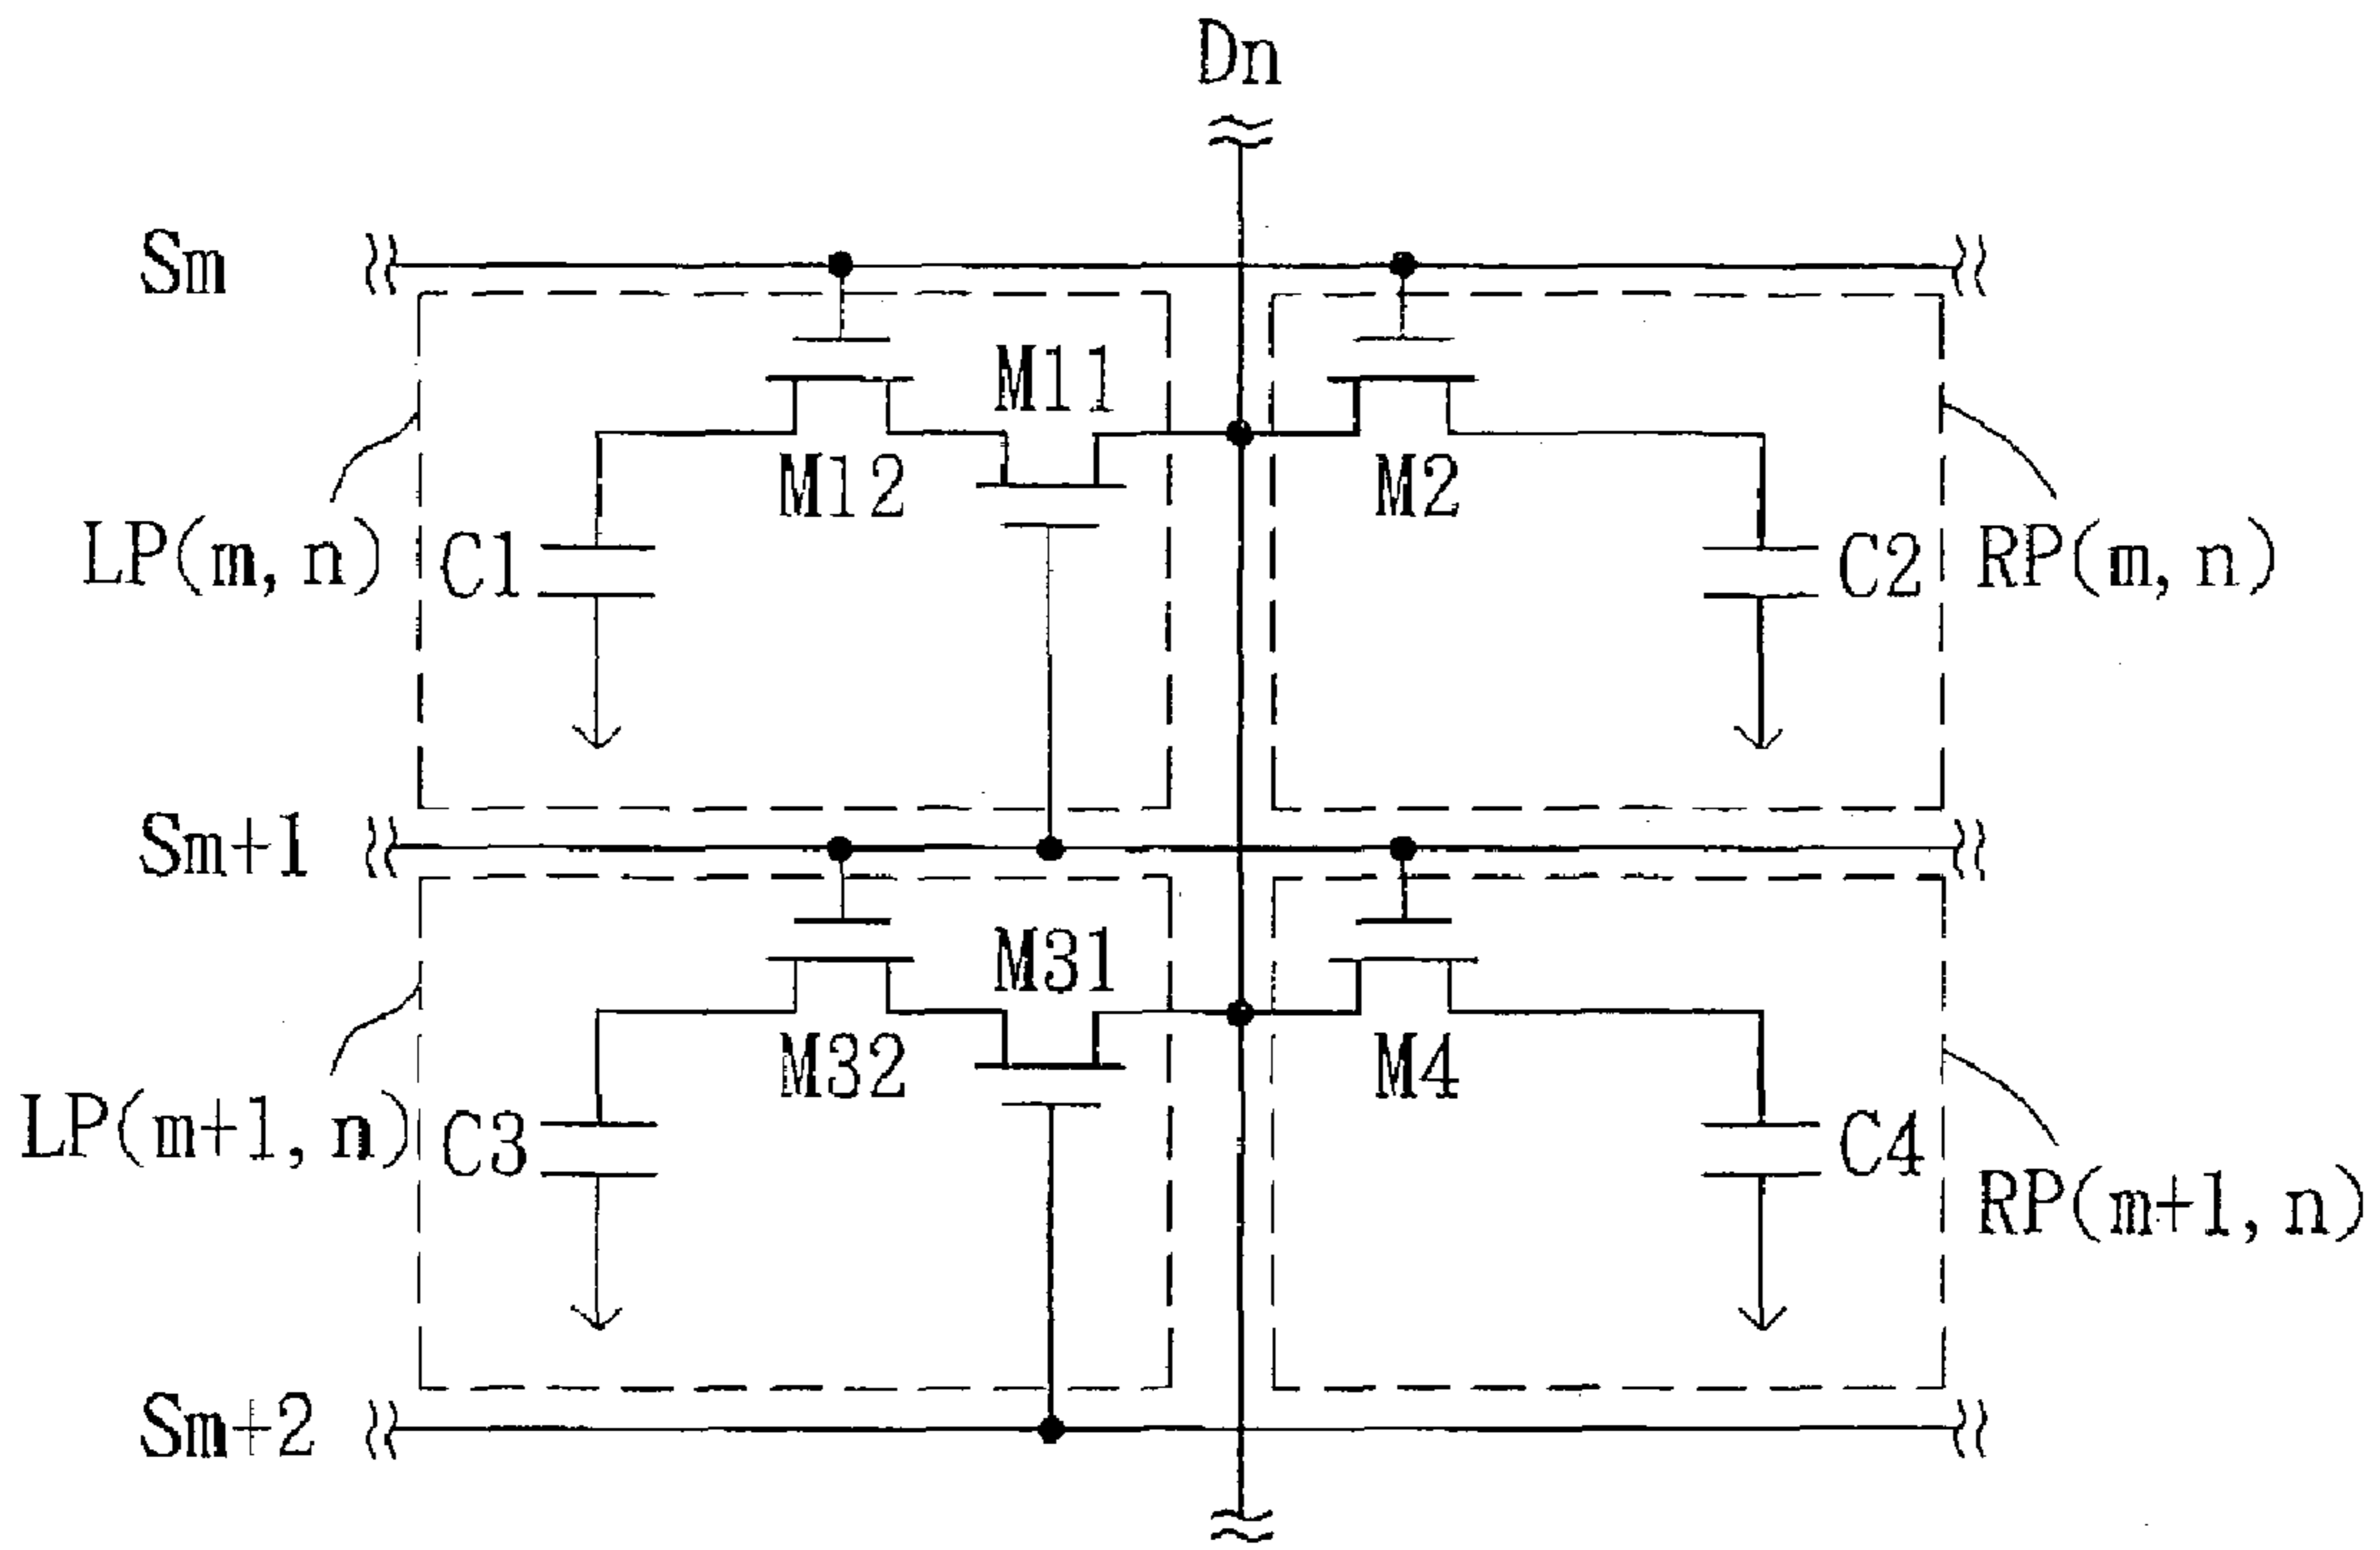 Dn
Sm
M11
M12
M2
LP(m, n)
C1
C2
RP(m, n)
Sm+1
M31
M32
M4
LP(m+1, n)
C3
C4
RP(m+1, n)
Sm+2